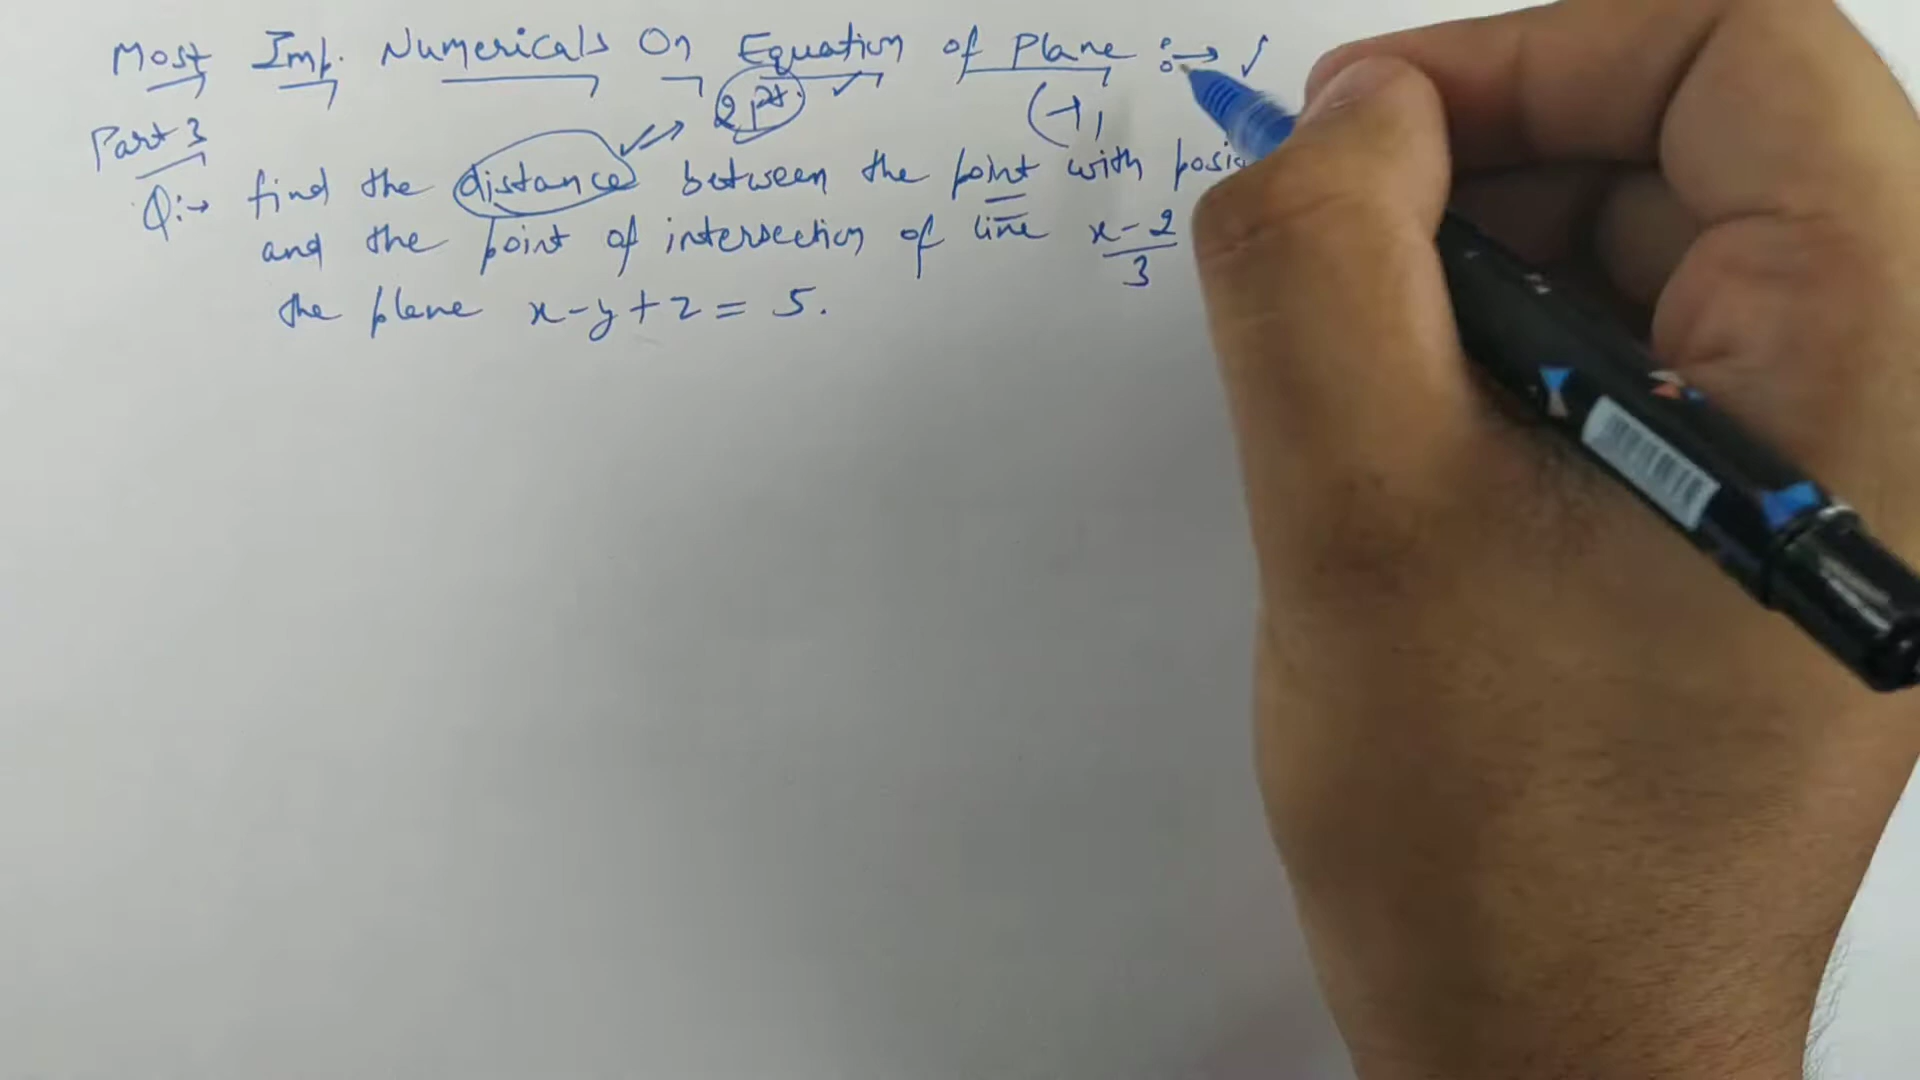 Most Imp. Numericals On Equation of Plane :→ ✓
2 pt.
(-1,
Part 3
Q:→ find the distance between the point with
and the point of intersection of line x-2/3
the plane x-y+z = 5.